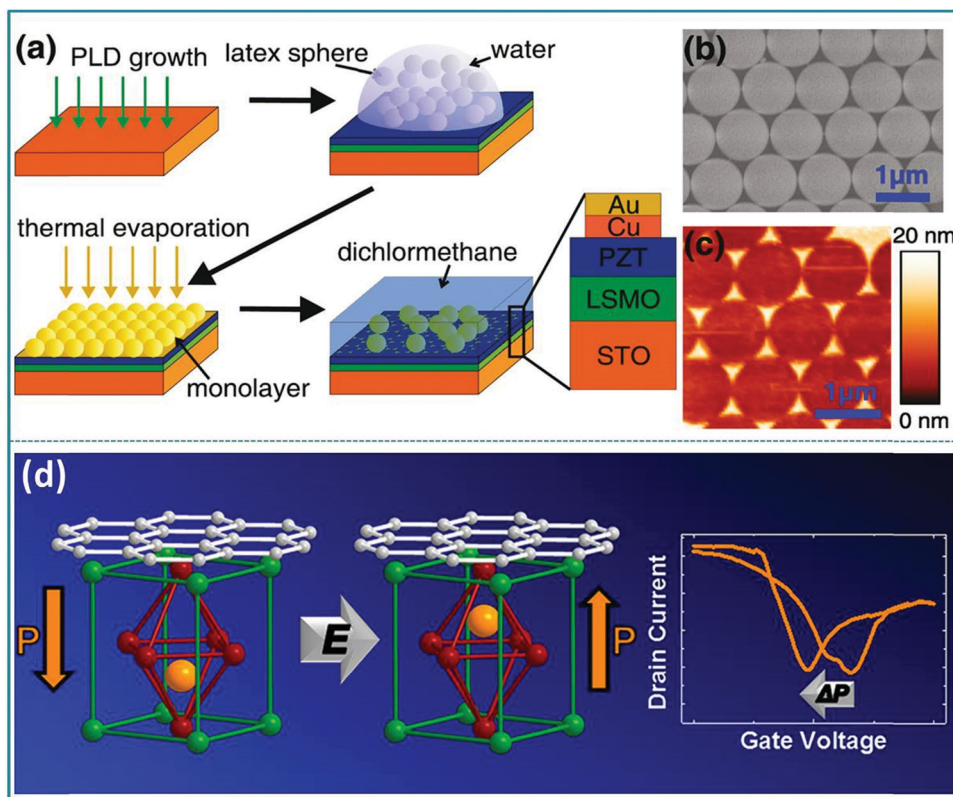 (a)
PLD growth
latex sphere
water
thermal evaporation
monolayer
dichlormethane
Au
Cu
PZT
LSMO
STO
(b)
1μm
(c)
1μm
20 nm
0 nm
(d)
P
E
P
Drain Current
ΔP
Gate Voltage